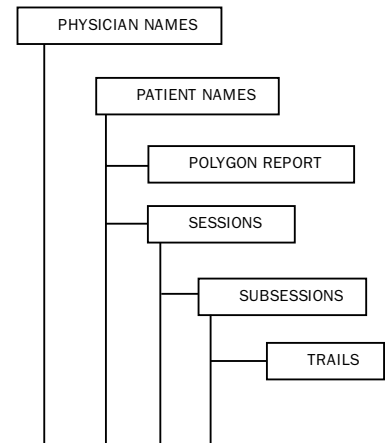 PHYSICIAN NAMES
PATIENT NAMES
POLYGON REPORT
SESSIONS
SUBSESSIONS
TRAILS